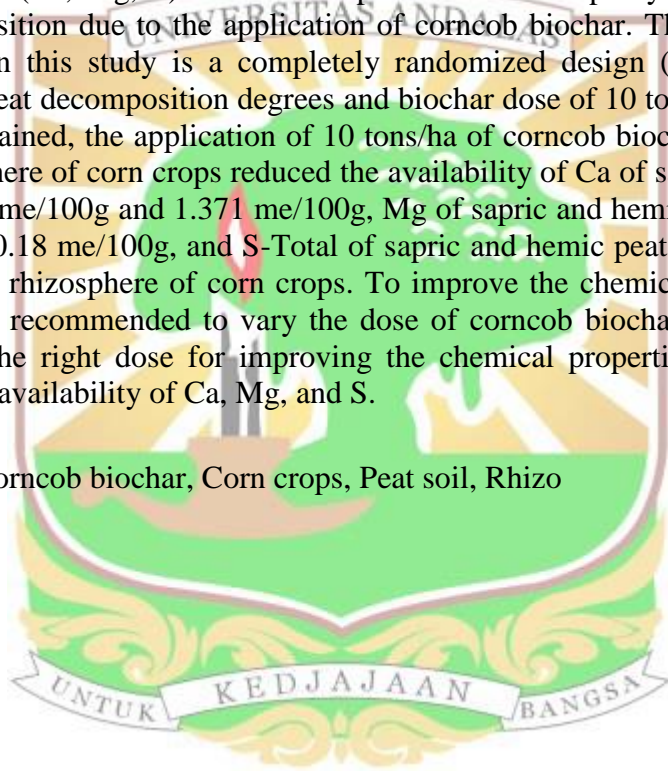 UNIVERSITAS ANDALAS
sition due to the application of corncob biochar. Th
n this study is a completely randomized design (
eat decomposition degrees and biochar dose of 10 to
ained, the application of 10 tons/ha of corncob bioc
here of corn crops reduced the availability of Ca of s
me/100g and 1.371 me/100g, Mg of sapric and hemi
0.18 me/100g, and S-Total of sapric and hemic peat
rhizosphere of corn crops. To improve the chemic
recommended to vary the dose of corncob biocha
he right dose for improving the chemical properti
availability of Ca, Mg, and S.
orncob biochar, Corn crops, Peat soil, Rhizo
UNTUK KEDJAJAAN BANGSA